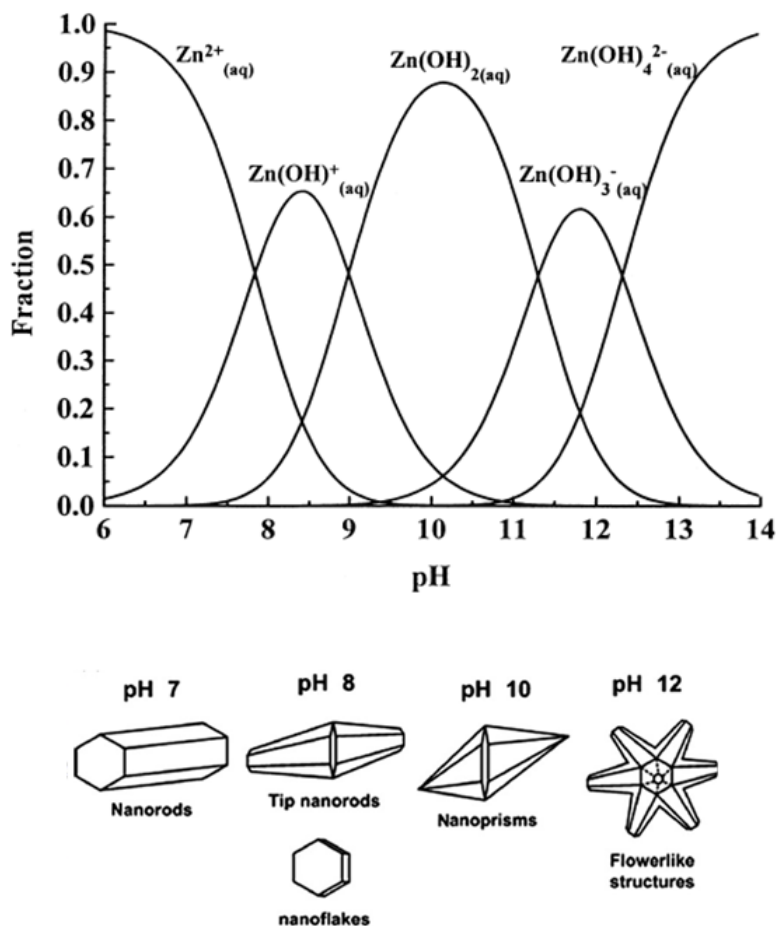 1.0
0.9
0.8
0.7
0.6
0.5
0.4
0.3
0.2
0.1
0.0
Fraction
Zn²⁺(aq)
Zn(OH)⁺(aq)
Zn(OH)₂(aq)
Zn(OH)₃⁻(aq)
Zn(OH)₄²⁻(aq)
6 7 8 9 10 11 12 13 14
pH
pH 7 pH 8 pH 10 pH 12
Nanorods
Tip nanorods
nanoflakes
Nanoprisms
Flowerlike
structures